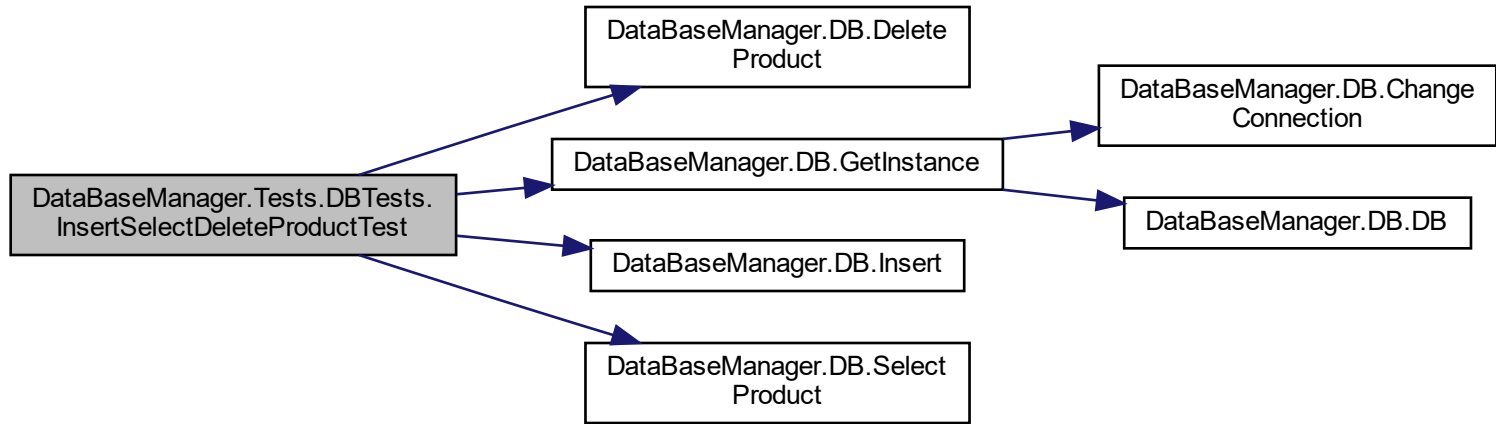 DataBaseManager.Tests.DBTests.
InsertSelectDeleteProductTest
DataBaseManager.DB.Delete
Product
DataBaseManager.DB.GetInstance
DataBaseManager.DB.Insert
DataBaseManager.DB.Select
Product
DataBaseManager.DB.Change
Connection
DataBaseManager.DB.DB